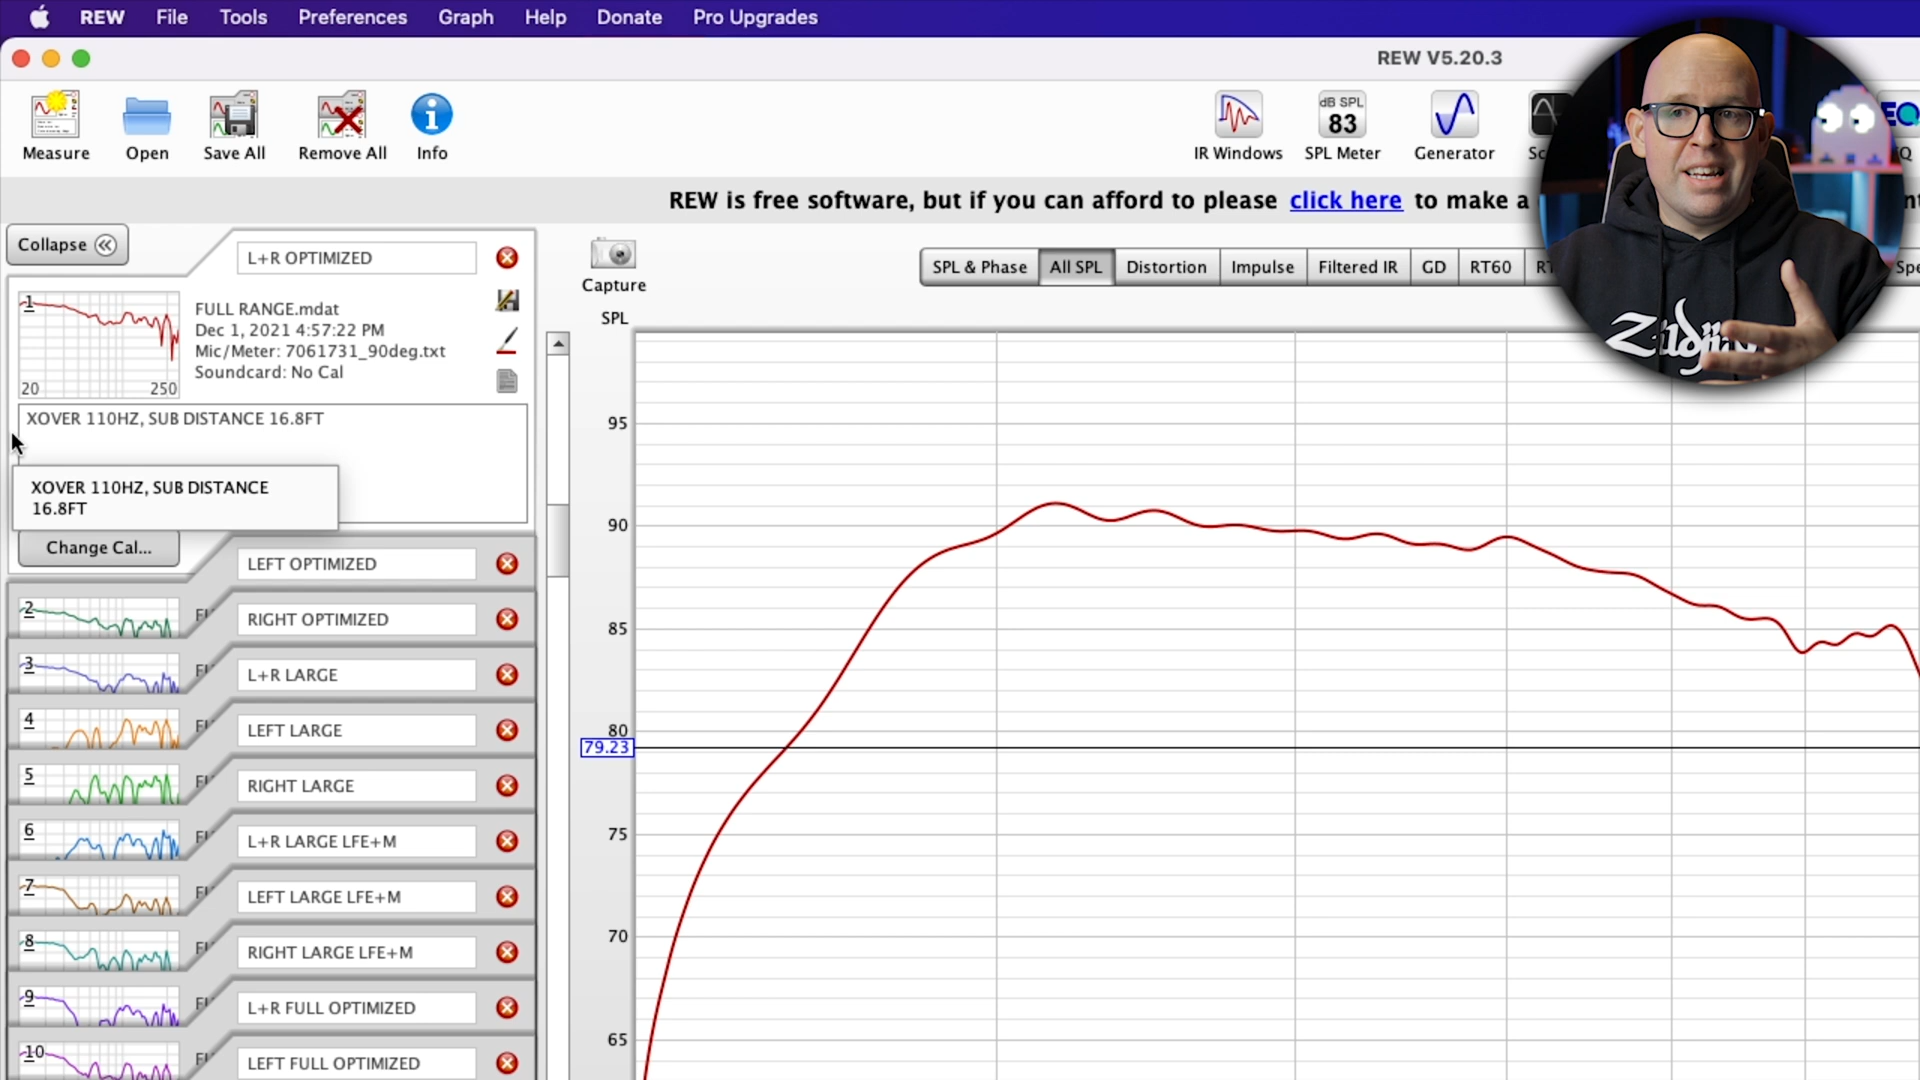 REW File Tools Preferences Graph Help Donate Pro Upgrades
REW V5.20.3
Measure Open Save All Remove All Info
IR Windows SPL Meter Generator
dB SPL
83
REW is free software, but if you can afford to please click here to make a
Collapse
L+R OPTIMIZED
Capture
SPL & Phase All SPL Distortion Impulse Filtered IR GD RT60
SPL
1
20 250
FULL RANGE.mdat
Dec 1, 2021 4:57:22 PM
Mic/Meter: 7061731_90deg.txt
Soundcard: No Cal
XOVER 110HZ, SUB DISTANCE 16.8FT
XOVER 110HZ, SUB DISTANCE
16.8FT
Change Cal...
LEFT OPTIMIZED
2
RIGHT OPTIMIZED
3
L+R LARGE
4
LEFT LARGE
5
RIGHT LARGE
6
L+R LARGE LFE+M
7
LEFT LARGE LFE+M
8
RIGHT LARGE LFE+M
9
L+R FULL OPTIMIZED
10
LEFT FULL OPTIMIZED
95
90
85
80
79.23
75
70
65